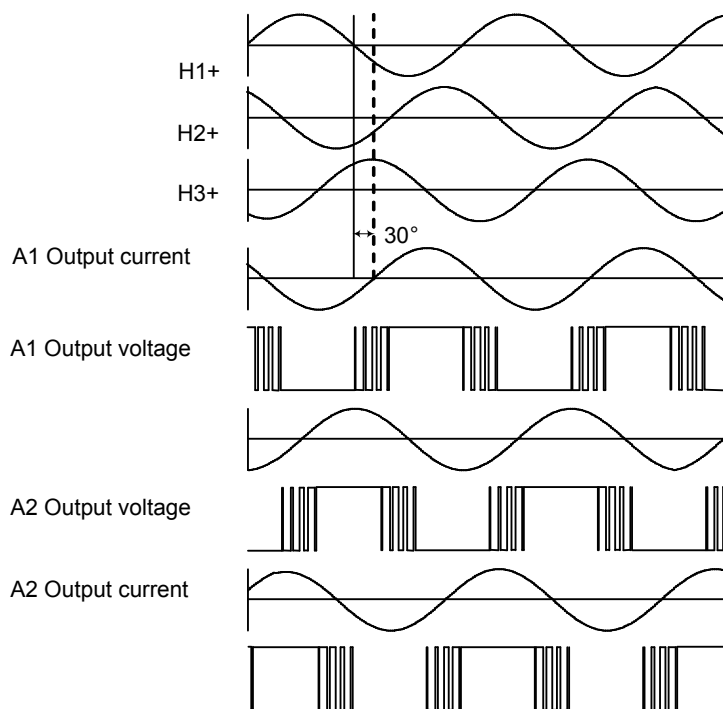 H1+
H2+
H3+
30°
A1 Output current
A1 Output voltage
A2 Output voltage
A2 Output current